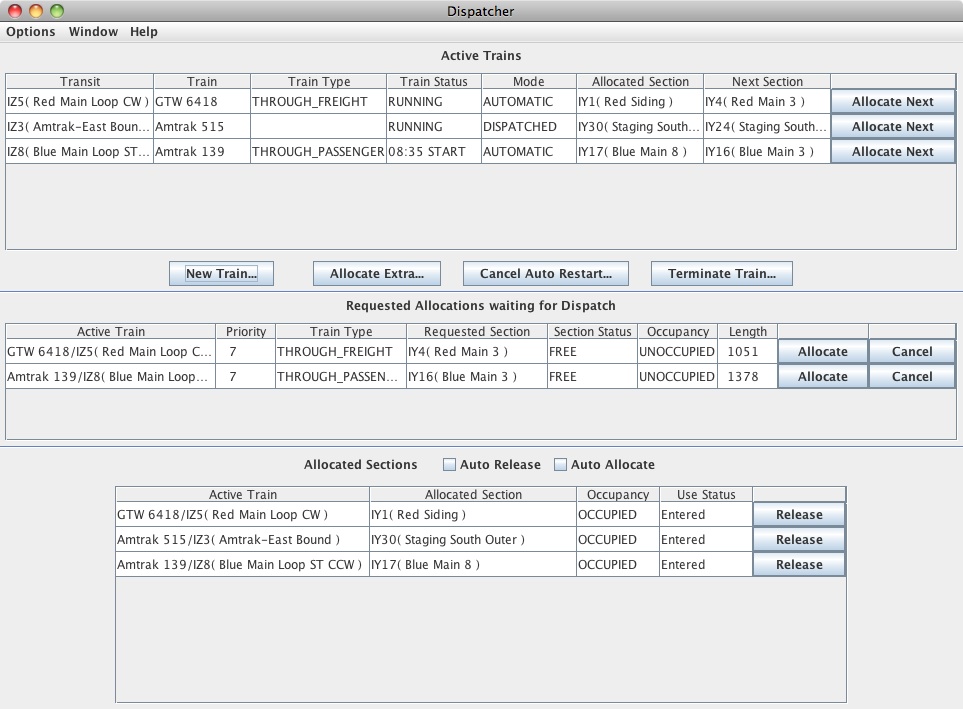 Dispatcher
Options Window Help
Active Trains
Transit Train Train Type Train Status Mode Allocated Section Next Section
IZ5( Red Main Loop CW ) GTW 6418 THROUGH_FREIGHT RUNNING AUTOMATIC IY1( Red Siding ) IY4( Red Main 3 ) Allocate Next
IZ3( Amtrak-East Boun... Amtrak 515 RUNNING DISPATCHED IY30( Staging South... IY24( Staging South... Allocate Next
IZ8( Blue Main Loop ST... Amtrak 139 THROUGH_PASSENGER 08:35 START AUTOMATIC IY17( Blue Main 8 ) IY16( Blue Main 3 ) Allocate Next
New Train... Allocate Extra... Cancel Auto Restart... Terminate Train...
Requested Allocations waiting for Dispatch
Active Train Priority Train Type Requested Section Section Status Occupancy Length
GTW 6418/IZ5( Red Main Loop C... 7 THROUGH_FREIGHT IY4( Red Main 3 ) FREE UNOCCUPIED 1051 Allocate Cancel
Amtrak 139/IZ8( Blue Main Loop... 7 THROUGH_PASSEN... IY16( Blue Main 3 ) FREE UNOCCUPIED 1378 Allocate Cancel
Allocated Sections Auto Release Auto Allocate
Active Train Allocated Section Occupancy Use Status
GTW 6418/IZ5( Red Main Loop CW ) IY1( Red Siding ) OCCUPIED Entered Release
Amtrak 515/IZ3( Amtrak-East Bound ) IY30( Staging South Outer ) OCCUPIED Entered Release
Amtrak 139/IZ8( Blue Main Loop ST CCW ) IY17( Blue Main 8 ) OCCUPIED Entered Release